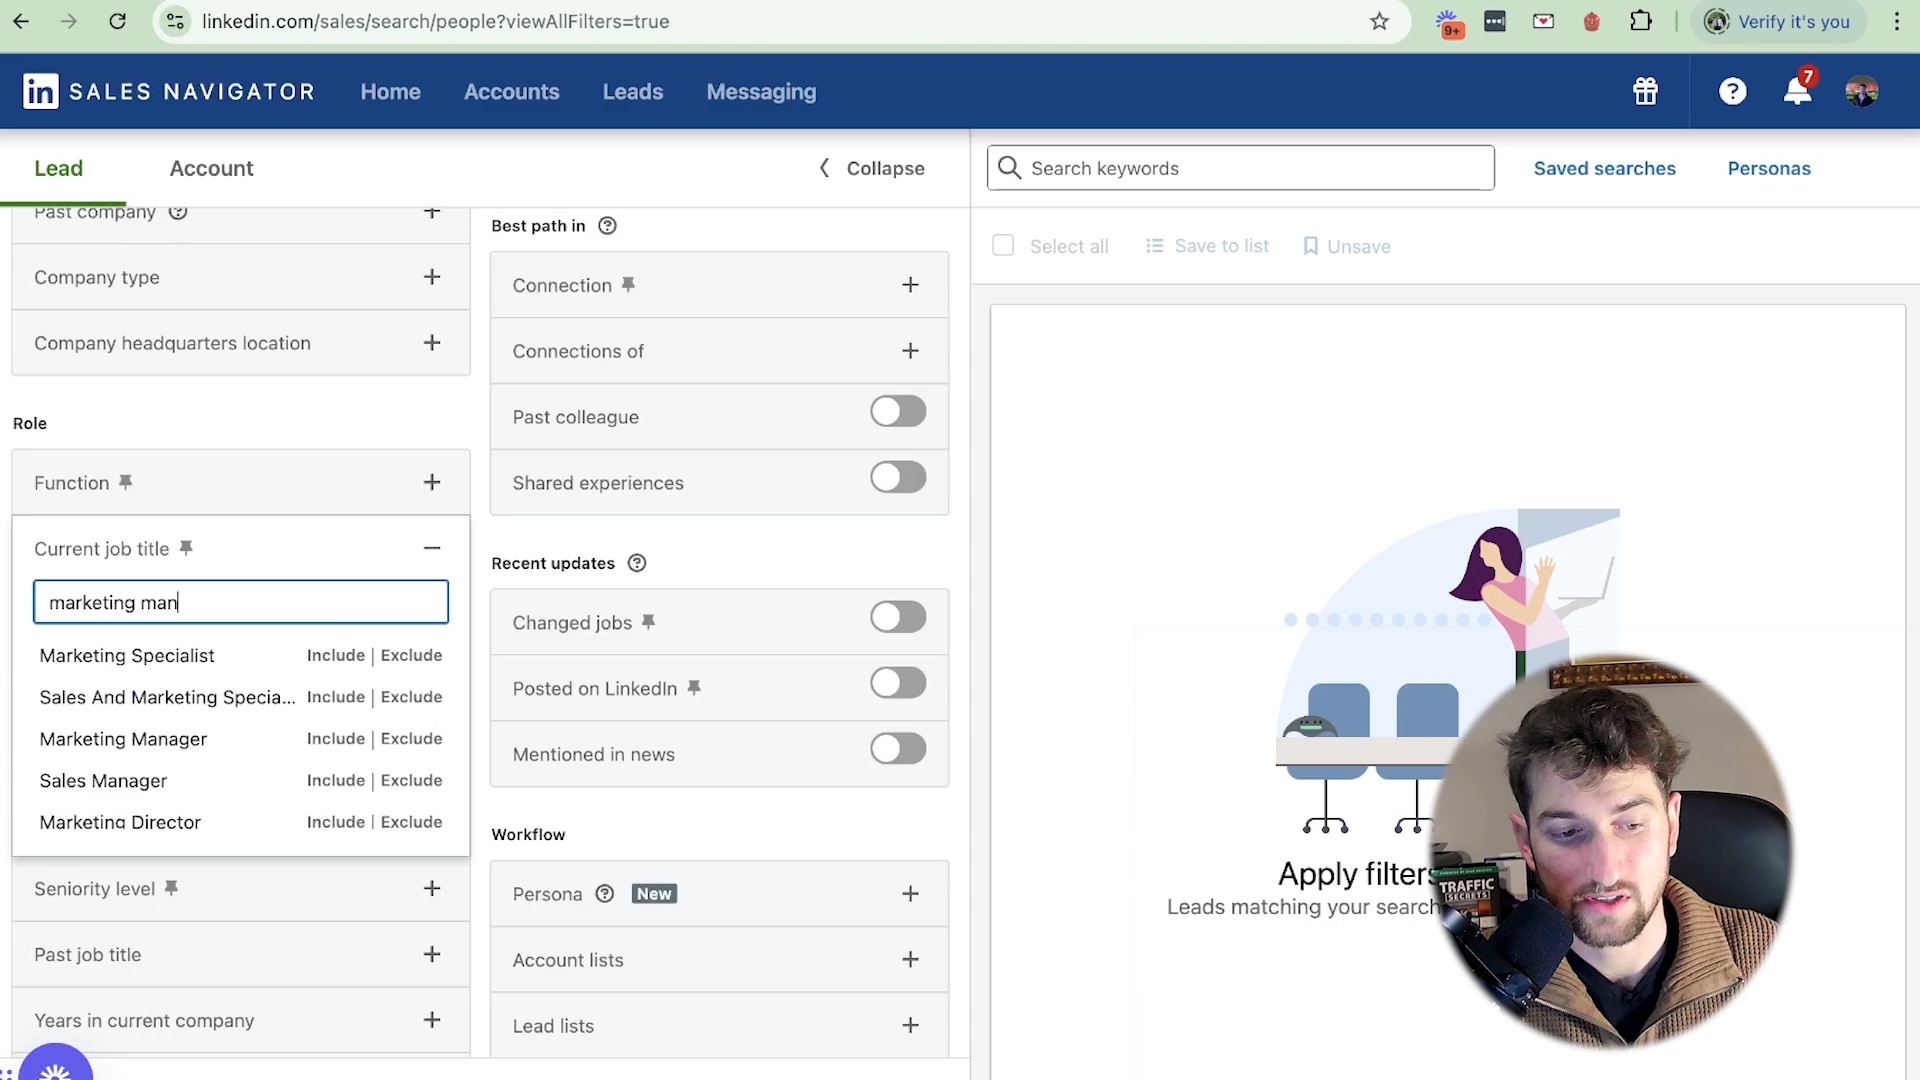 linkedin.com/sales/search/people?viewAllFilters=true
9+
Verify it's you
in SALES NAVIGATOR
Home
Accounts
Leads
Messaging
7
Lead
Account
Collapse
Search keywords
Saved searches
Personas
Select all
Save to list
Unsave
Past company
Company type
Company headquarters location
Role
Function
Current job title
marketing man
Marketing Specialist Include | Exclude
Sales And Marketing Specia... Include | Exclude
Marketing Manager Include | Exclude
Sales Manager Include | Exclude
Marketing Director Include | Exclude
Seniority level
Past job title
Years in current company
Best path in
Connection
Connections of
Past colleague
Shared experiences
Recent updates
Changed jobs
Posted on LinkedIn
Mentioned in news
Workflow
Persona New
Account lists
Lead lists
Apply filters
Leads matching your search
TRAFFIC
SECRETS